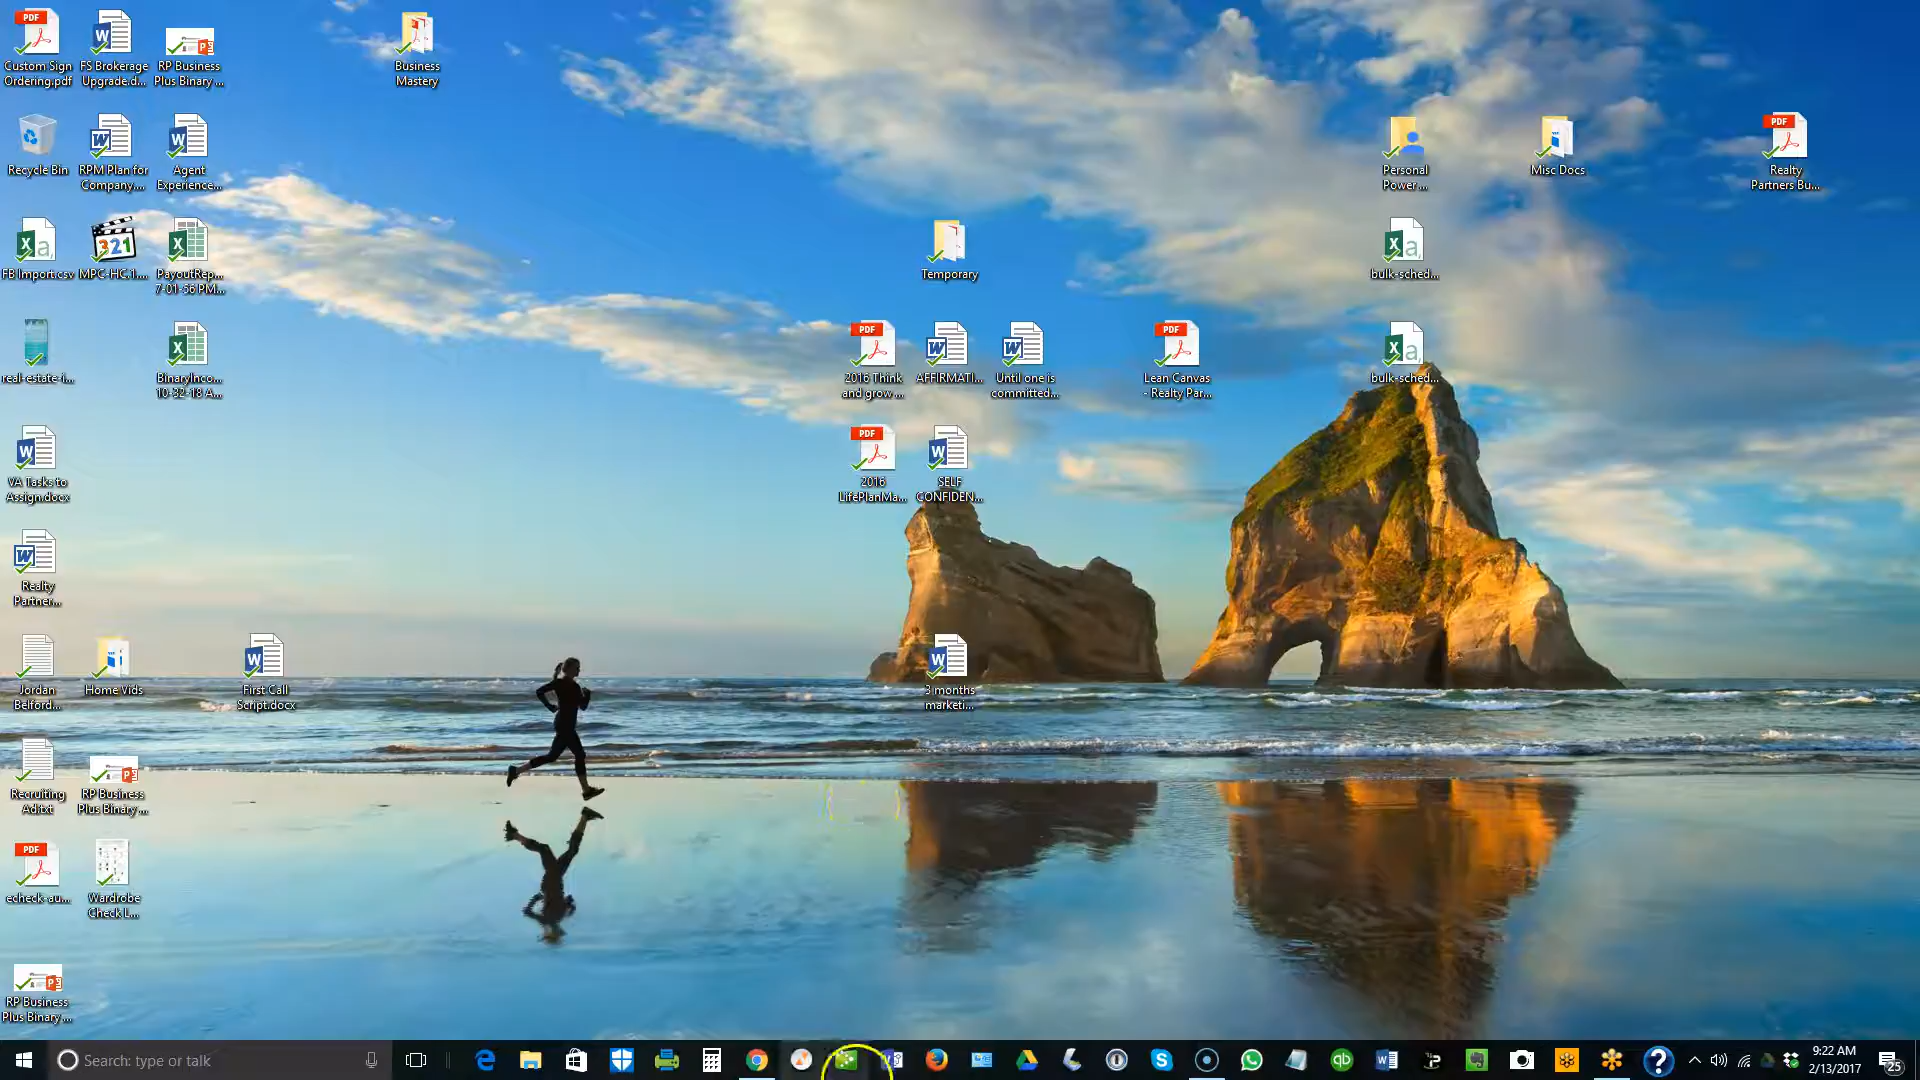 Custom Sign
Ordering.pdf
FS Brokerage
Upgrade.d...
RP Business
Plus Binary ...
Business
Mastery
Recycle Bin
RPM Plan for
Company....
Agent
Experience...
Personal
Power ...
Misc Docs
Realty
Partners Bu...
FB Import.csv
MPC-HC.1....
PayoutRep...
7-01-56 PM...
Temporary
bulk-sched...
real-estate-i...
BinaryInco...
10-32-18 A...
2016 Think
and grow ...
AFFIRMATI...
Until one is
committed...
Lean Canvas
- Realty Par...
bulk-sched...
VA Tasks to
Assign.docx
2016
LifePlanMa...
SELF
CONFIDEN...
Realty
Partner...
Jordan
Belford...
Home Vids
First Call
Script.docx
3 months
marketi...
Recruiting
Ad.txt
RP Business
Plus Binary ...
echeck-au...
Wardrobe
Check L...
RP Business
Plus Binary...
Search: type or talk
9:22 AM
2/13/2017
25